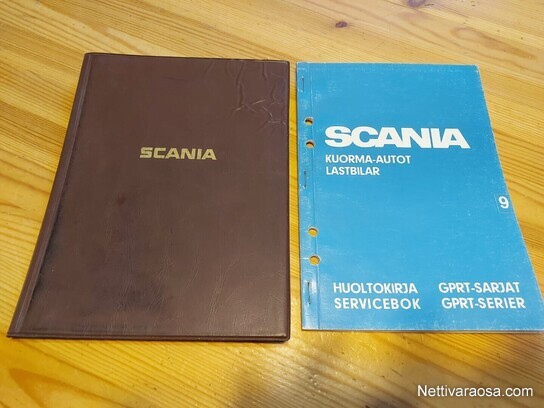 SCANIA
SCANIA
KUORMA-AUTOT
LASTBILAR
9
HUOLTOKIRJA GPRT-SARJAT
SERVICEBOK GPRT-SERIER
Nettivaraosa.com